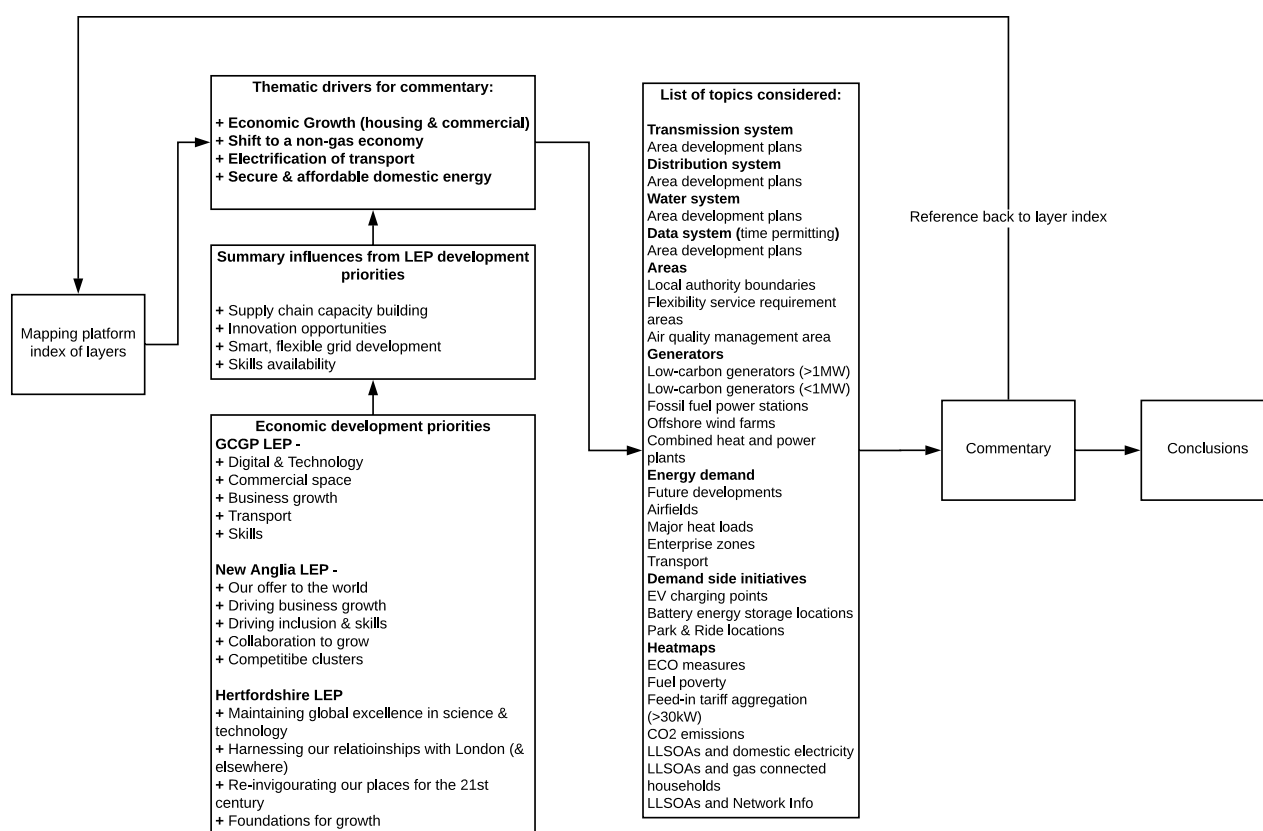 Thematic drivers for commentary:
+ Economic Growth (housing & commercial)
+ Shift to a non-gas economy
+ Electrification of transport
+ Secure & affordable domestic energy
Summary influences from LEP development
priorities
+ Supply chain capacity building
+ Innovation opportunities
+ Smart, flexible grid development
+ Skills availability
Mapping platform
index of layers
Economic development priorities
GCGP LEP -
+ Digital & Technology
+ Commercial space
+ Business growth
+ Transport
+ Skills
New Anglia LEP -
+ Our offer to the world
+ Driving business growth
+ Driving inclusion & skills
+ Collaboration to grow
+ Competitibe clusters
Hertfordshire LEP
+ Maintaining global excellence in science &
technology
+ Harnessing our relatioinships with London (&
elsewhere)
+ Re-invigourating our places for the 21st
century
+ Foundations for growth
List of topics considered:
Transmission system
Area development plans
Distribution system
Area development plans
Water system
Area development plans
Data system (time permitting)
Area development plans
Areas
Local authority boundaries
Flexibility service requirement
areas
Air quality management area
Generators
Low-carbon generators (>1MW)
Low-carbon generators (<1MW)
Fossil fuel power stations
Offshore wind farms
Combined heat and power
plants
Energy demand
Future developments
Airfields
Major heat loads
Enterprise zones
Transport
Demand side initiatives
EV charging points
Battery energy storage locations
Park & Ride locations
Heatmaps
ECO measures
Fuel poverty
Feed-in tariff aggregation
(>30kW)
CO2 emissions
LLSOAs and domestic electricity
LLSOAs and gas connected
households
LLSOAs and Network Info
Reference back to layer index
Commentary
Conclusions